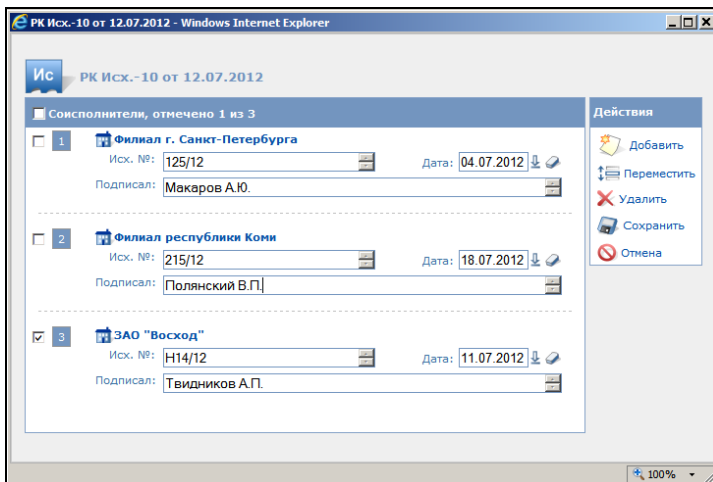 РК Исх.-10 от 12.07.2012 - Windows Internet Explorer
Ис РК Исх.-10 от 12.07.2012
Соисполнители, отмечено 1 из 3
Действия
1 Филиал г. Санкт-Петербурга
Исх. №: 125/12 Дата: 04.07.2012
Подписал: Макаров А.Ю.
2 Филиал республики Коми
Исх. №: 215/12 Дата: 18.07.2012
Подписал: Полянский В.П.
3 ЗАО "Восход"
Исх. №: Н14/12 Дата: 11.07.2012
Подписал: Твидников А.П.
Добавить
Переместить
Удалить
Сохранить
Отмена
100%